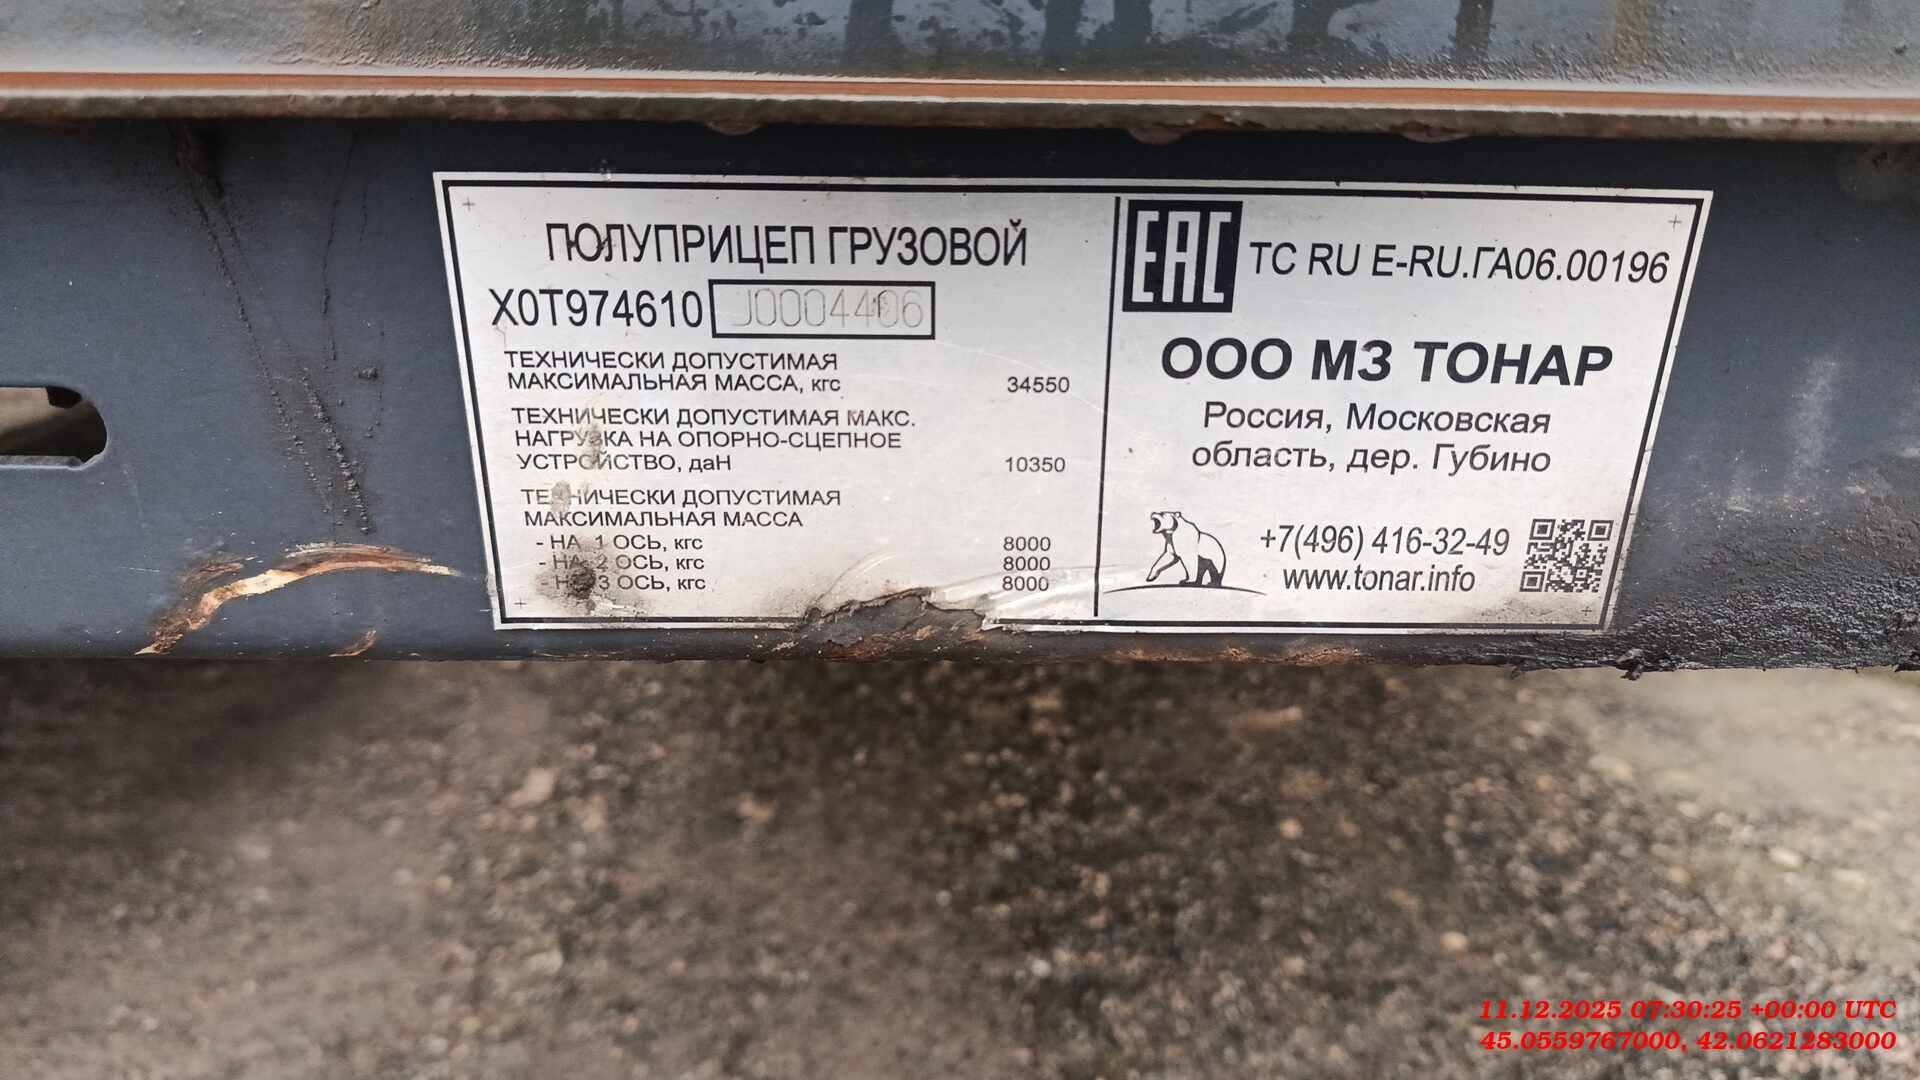 ПОЛУПРИЦЕП ГРУЗОВОЙ
X0T974610 J0004406
ТЕХНИЧЕСКИ ДОПУСТИМАЯ
МАКСИМАЛЬНАЯ МАССА, кгс 34550
ТЕХНИЧЕСКИ ДОПУСТИМАЯ МАКС.
НАГРУЗКА НА ОПОРНО-СЦЕПНОЕ
УСТРОЙСТВО, даН 10350
ТЕХНИЧЕСКИ ДОПУСТИМАЯ
МАКСИМАЛЬНАЯ МАССА
- НА 1 ОСЬ, кгс 8000
- НА 2 ОСЬ, кгс 8000
- НА 3 ОСЬ, кгс 8000
EAC TC RU E-RU.ГА06.00196
ООО МЗ ТОНАР
Россия, Московская
область, дер. Губино
+7(496) 416-32-49
www.tonar.info
11.12.2025 07:30:25 +00:00 UTC
45.0559767000, 42.0621283000